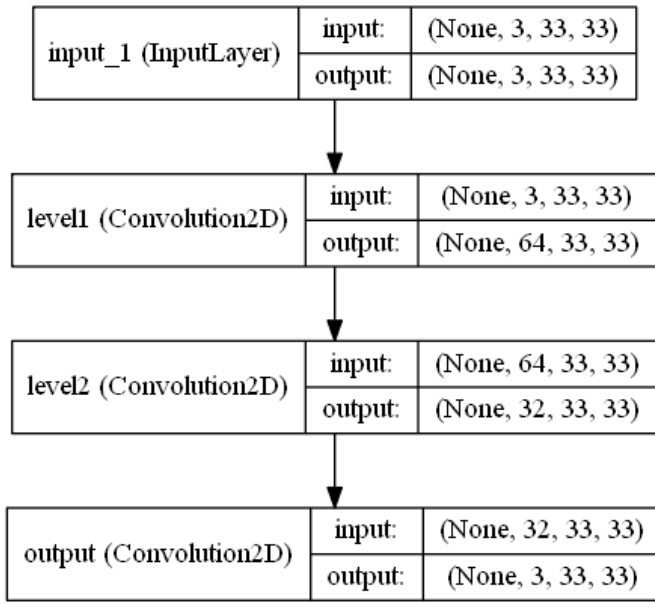 input_1 (InputLayer)
input: (None, 3, 33, 33)
output: (None, 3, 33, 33)
level1 (Convolution2D)
input: (None, 3, 33, 33)
output: (None, 64, 33, 33)
level2 (Convolution2D)
input: (None, 64, 33, 33)
output: (None, 32, 33, 33)
output (Convolution2D)
input: (None, 32, 33, 33)
output: (None, 3, 33, 33)